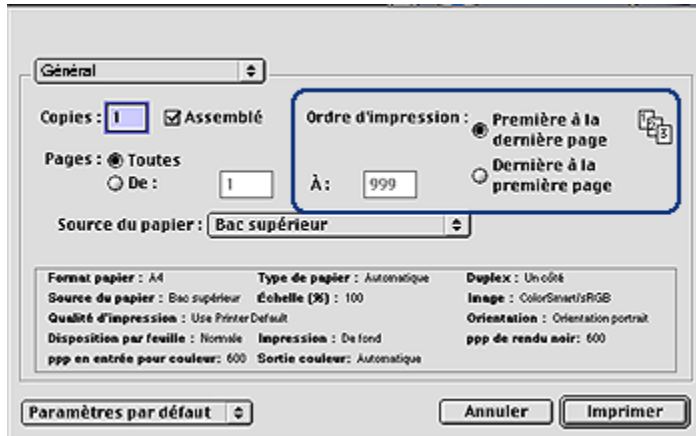 Général
Copies : 1 Assemblé
Ordre d'impression : Première à la dernière page
Dernière à la première page
Pages : Toutes
De : 1 À : 999
Source du papier : Bac supérieur
Format papier : A4 Type de papier : Automatique Duplex : Un côté
Source du papier : Bac supérieur Échelle (%) : 100 Image : ColorSmart/sRGB
Qualité d'impression : Use Printer Default Orientation : Orientation portrait
Disposition par feuille : Normale Impression : De fond ppp de rendu noir: 600
ppp en entrée pour couleur: 600 Sortie couleur: Automatique
Paramètres par défaut Annuler Imprimer